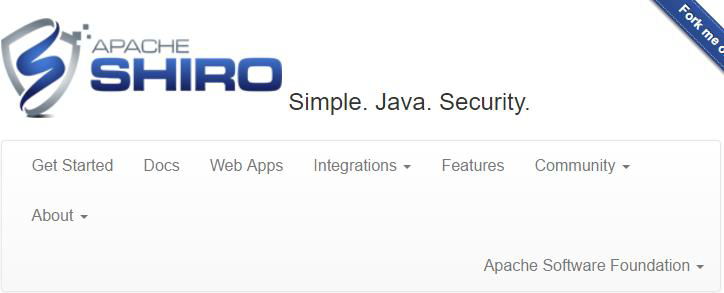 Fork me o
APACHE
SHIRO
Simple. Java. Security.
Get Started Docs Web Apps Integrations Features Community
About
Apache Software Foundation